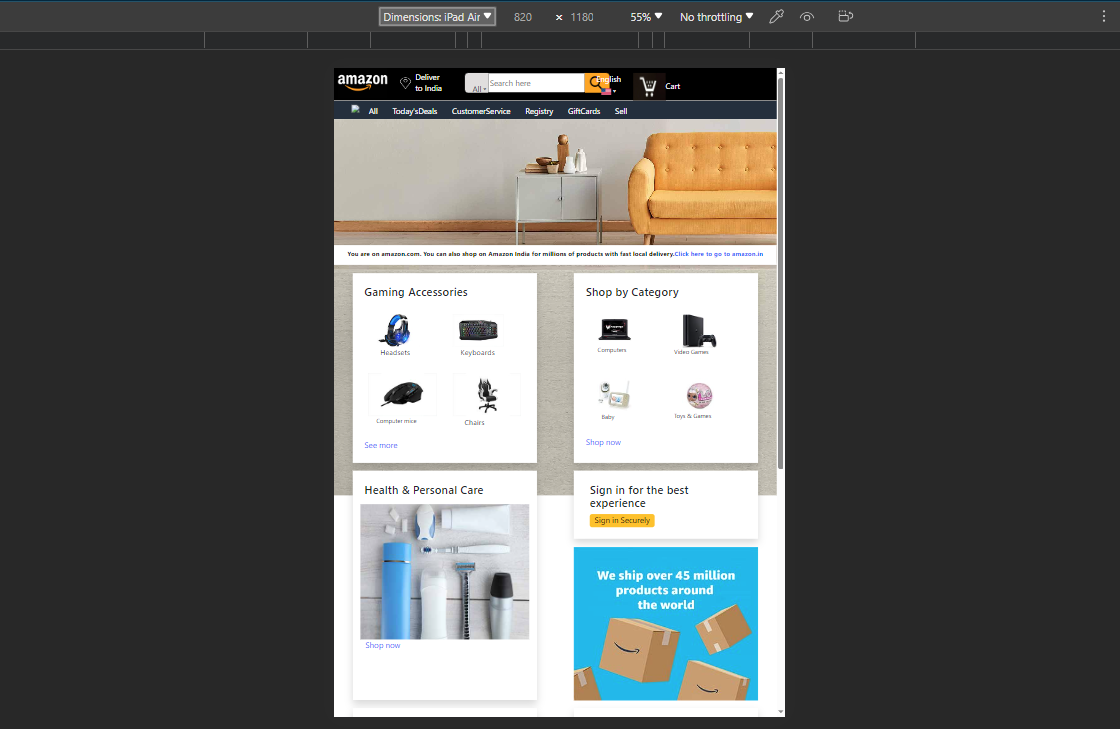 Dimensions: iPad Air 820 × 1180 55% No throttling
amazon Deliver
to India
All Search here English Cart
All Today'sDeals CustomerService Registry GiftCards Sell
You are on amazon.com. You can also shop on Amazon India for millions of products with fast local delivery.Click here to go to amazon.in
Gaming Accessories
Headsets Keyboards
Computer mice Chairs
See more
Shop by Category
Computers Video Games
Baby Toys & Games
Shop now
Health & Personal Care
Shop now
Sign in for the best
experience
Sign in Securely
We ship over 45 million
products around
the world